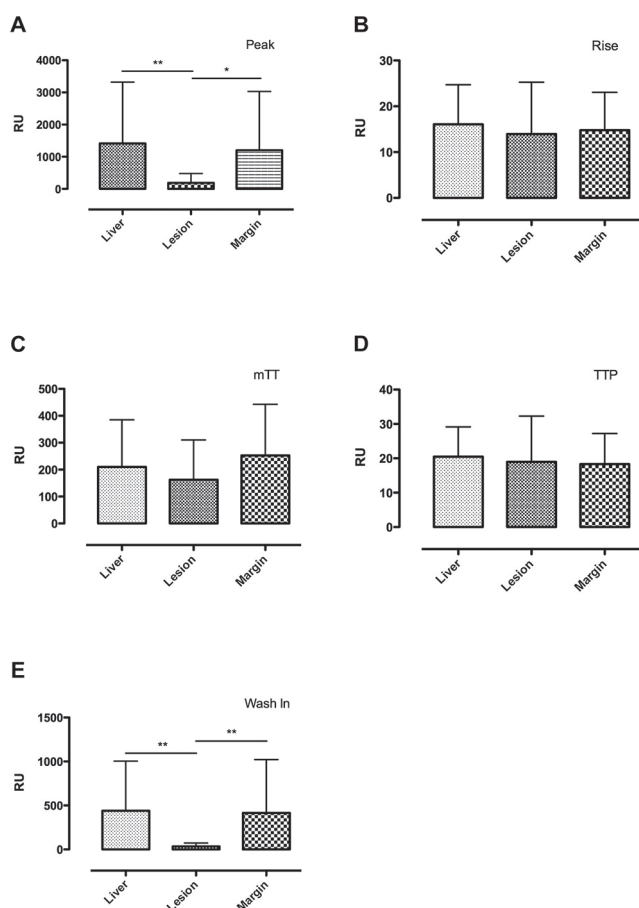 A
Peak
**
*
4000
3000
2000
1000
0
RU
Liver
Lesion
Margin
B
Rise
30
20
10
0
RU
Liver
Lesion
Margin
C
mTT
500
400
300
200
100
0
RU
Liver
Lesion
Margin
D
TTP
40
30
20
10
0
RU
Liver
Lesion
Margin
E
Wash In
**
**
1500
1000
500
0
RU
Liver
Lesion
Margin